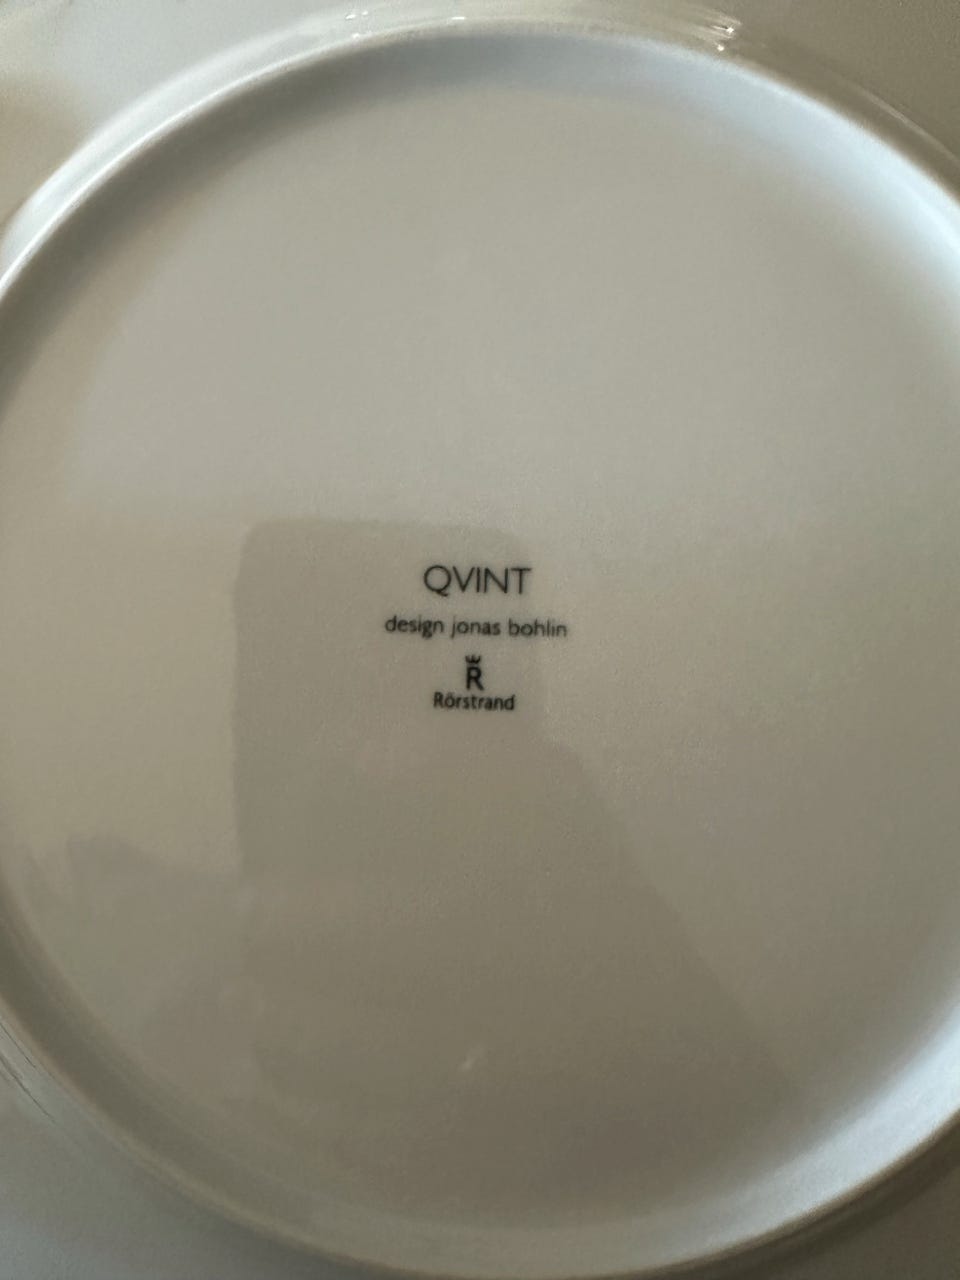 QVINT
design jonas bohlin
R
Rörstrand